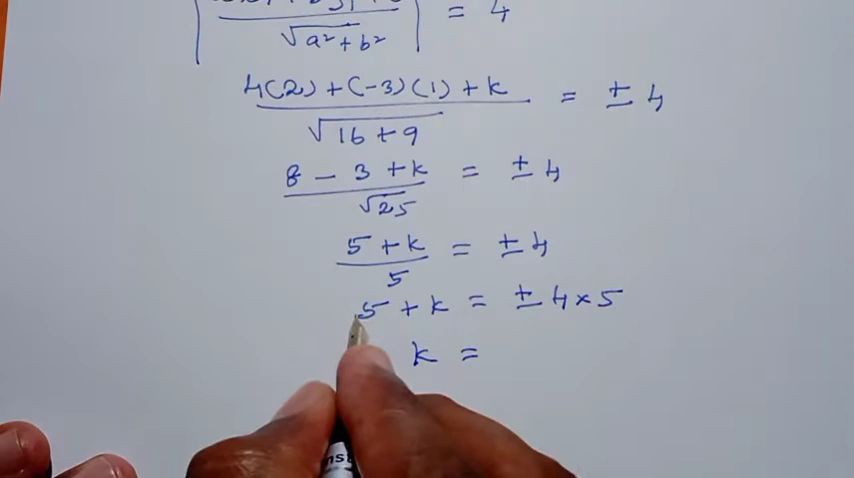 = 4
√a²+b²
4(2)+(-3)(1)+k = ± 4
√16+9
8 - 3 + k = ± 4
√25
5+k = ± 4
5
5 + k = ± 4 × 5
k =
nst